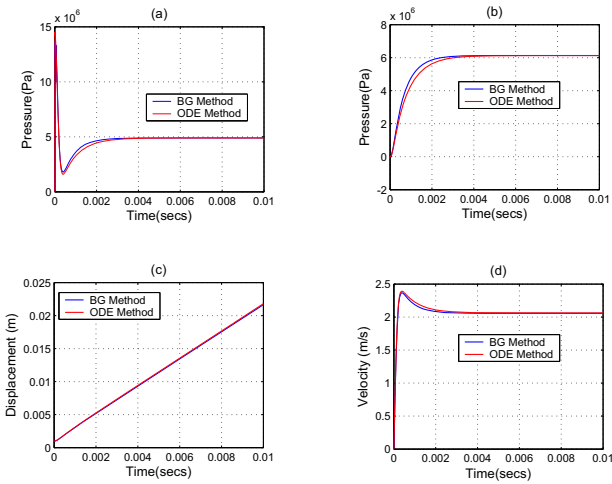 (a)
x 10⁶
15
10
5
0
Pressure(Pa)
BG Method
ODE Method
0 0.002 0.004 0.006 0.008 0.01
Time(secs)
(b)
x 10⁶
8
6
4
2
0
-2
Pressure(Pa)
BG Method
ODE Method
0 0.002 0.004 0.006 0.008 0.01
Time(secs)
(c)
0.025
0.02
0.015
0.01
0.005
0
Displacement (m)
BG Method
ODE Method
0 0.002 0.004 0.006 0.008 0.01
Time(secs)
(d)
2.5
2
1.5
1
0.5
0
Velocity (m/s)
BG Method
ODE Method
0 0.002 0.004 0.006 0.008 0.01
Time(secs)